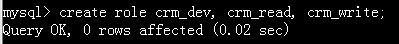 mysql> create role crm_dev, crm_read, crm_write;
Query OK, 0 rows affected (0.02 sec)